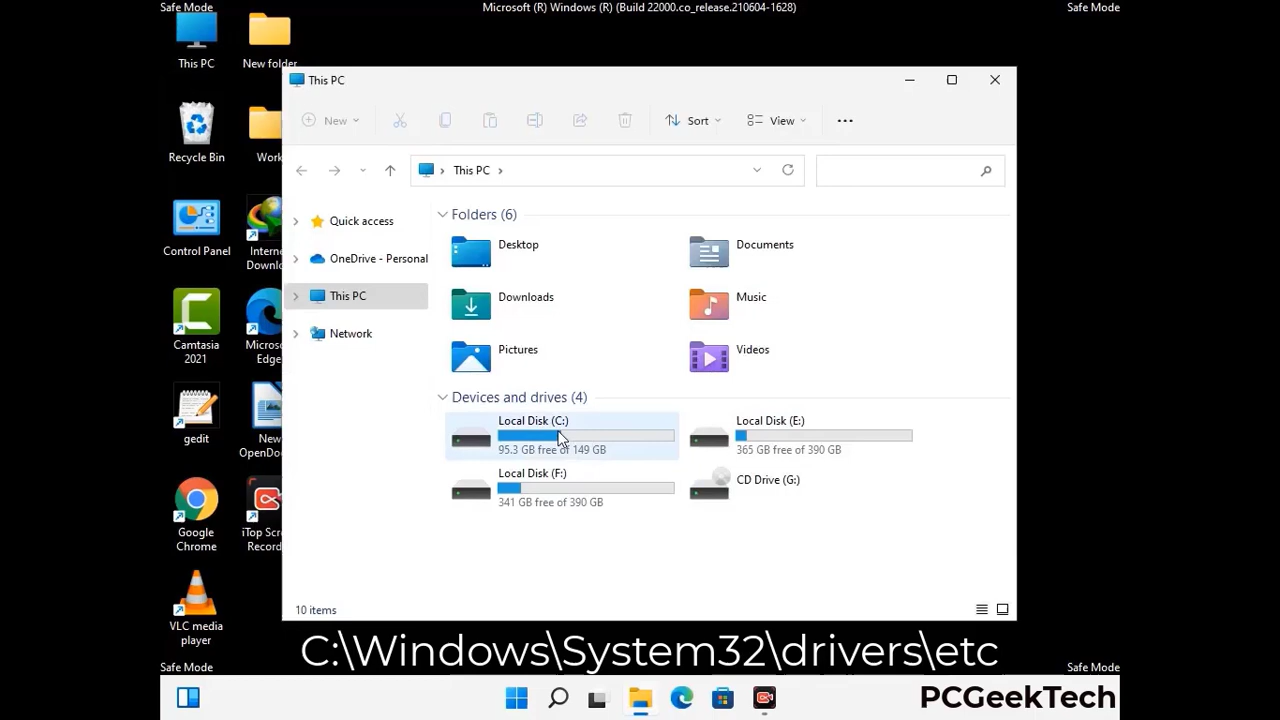 Safe Mode
Microsoft (R) Windows (R) (Build 22000.co_release.210604-1628)
Safe Mode
This PC
New folder
Recycle Bin
Work
Control Panel
Intern
Downlo
Camtasia
2021
Micros
Edge
gedit
New
OpenDo
Google
Chrome
iTop Scre
Record
VLC media
player
This PC
New
Sort
View
This PC
Quick access
OneDrive - Personal
This PC
Network
Folders (6)
Desktop
Documents
Downloads
Music
Pictures
Videos
Devices and drives (4)
Local Disk (C:)
95.3 GB free of 149 GB
Local Disk (E:)
365 GB free of 390 GB
Local Disk (F:)
341 GB free of 390 GB
CD Drive (G:)
10 items
C:\Windows\System32\drivers\etc
Safe Mode
Safe Mode
PCGeekTech